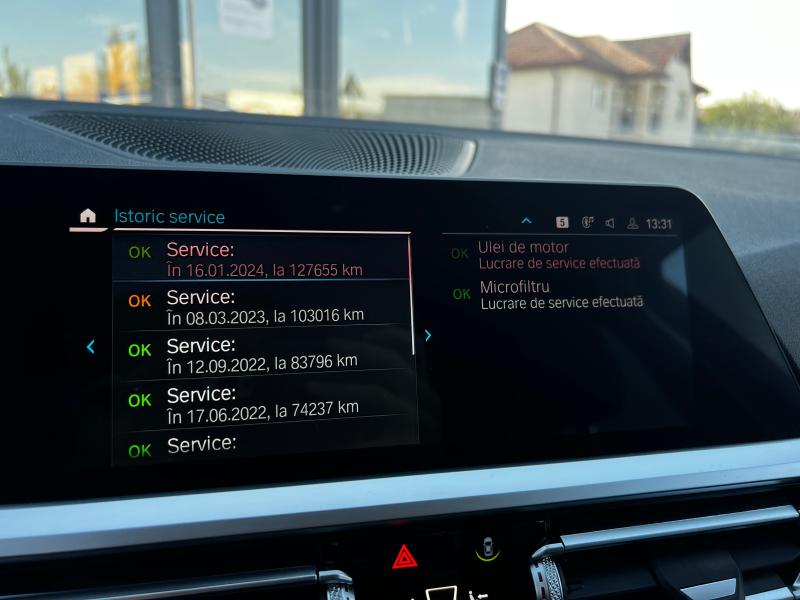 Istoric service
5
13:31
OK Service:
În 16.01.2024, la 127655 km
OK Service:
În 08.03.2023, la 103016 km
OK Service:
În 12.09.2022, la 83796 km
OK Service:
În 17.06.2022, la 74237 km
OK Service:
OK Ulei de motor
Lucrare de service efectuată
OK Microfiltru
Lucrare de service efectuată